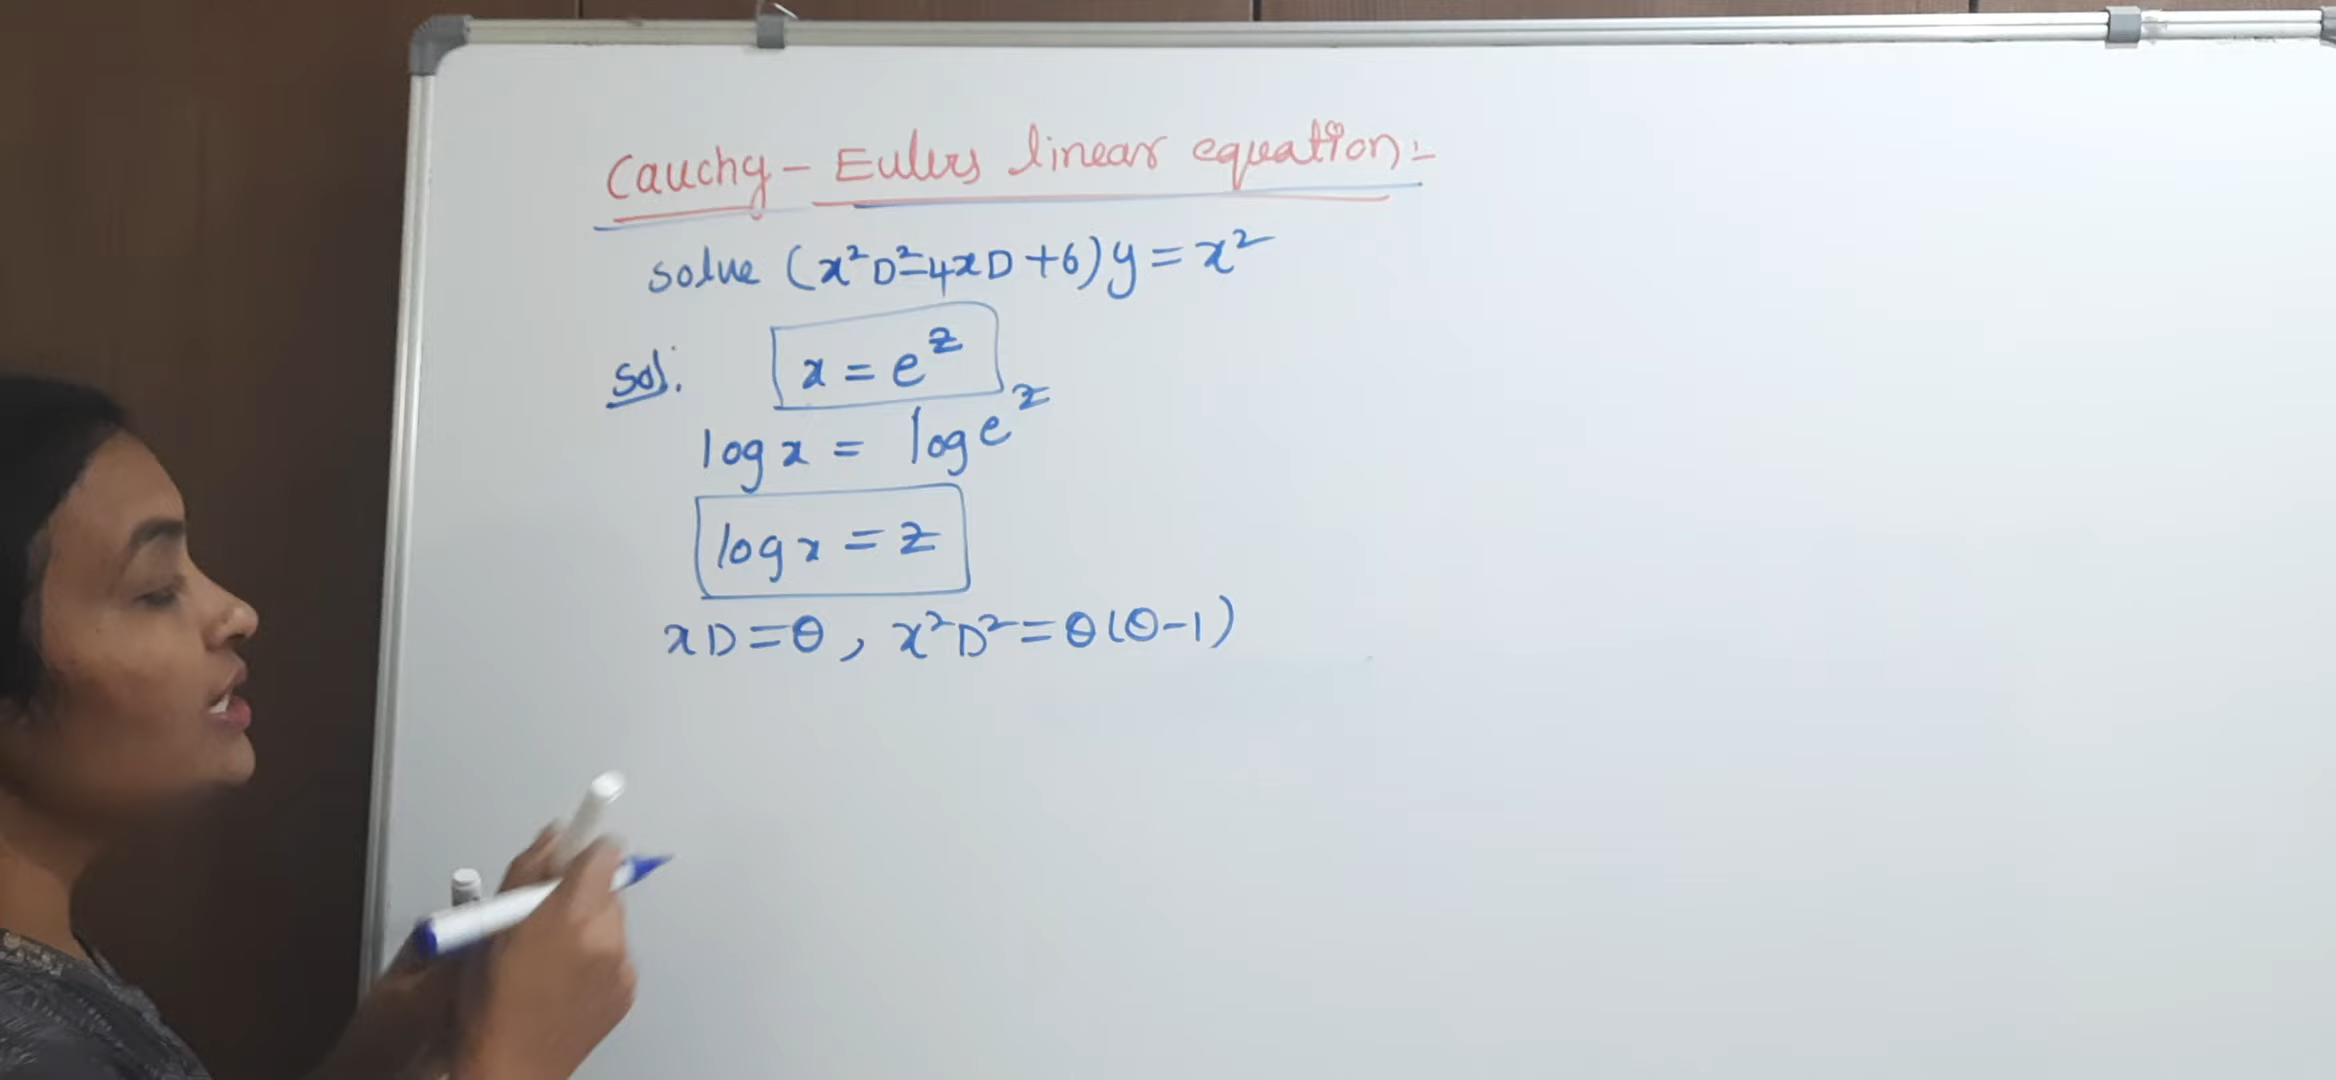 Cauchy - Eulers linear equation:-
solve (x²D²-4xD+6)y=x²
sol. x = e^z
log x = log e^z
log x = z
xD=θ, x²D²=θ(θ-1)